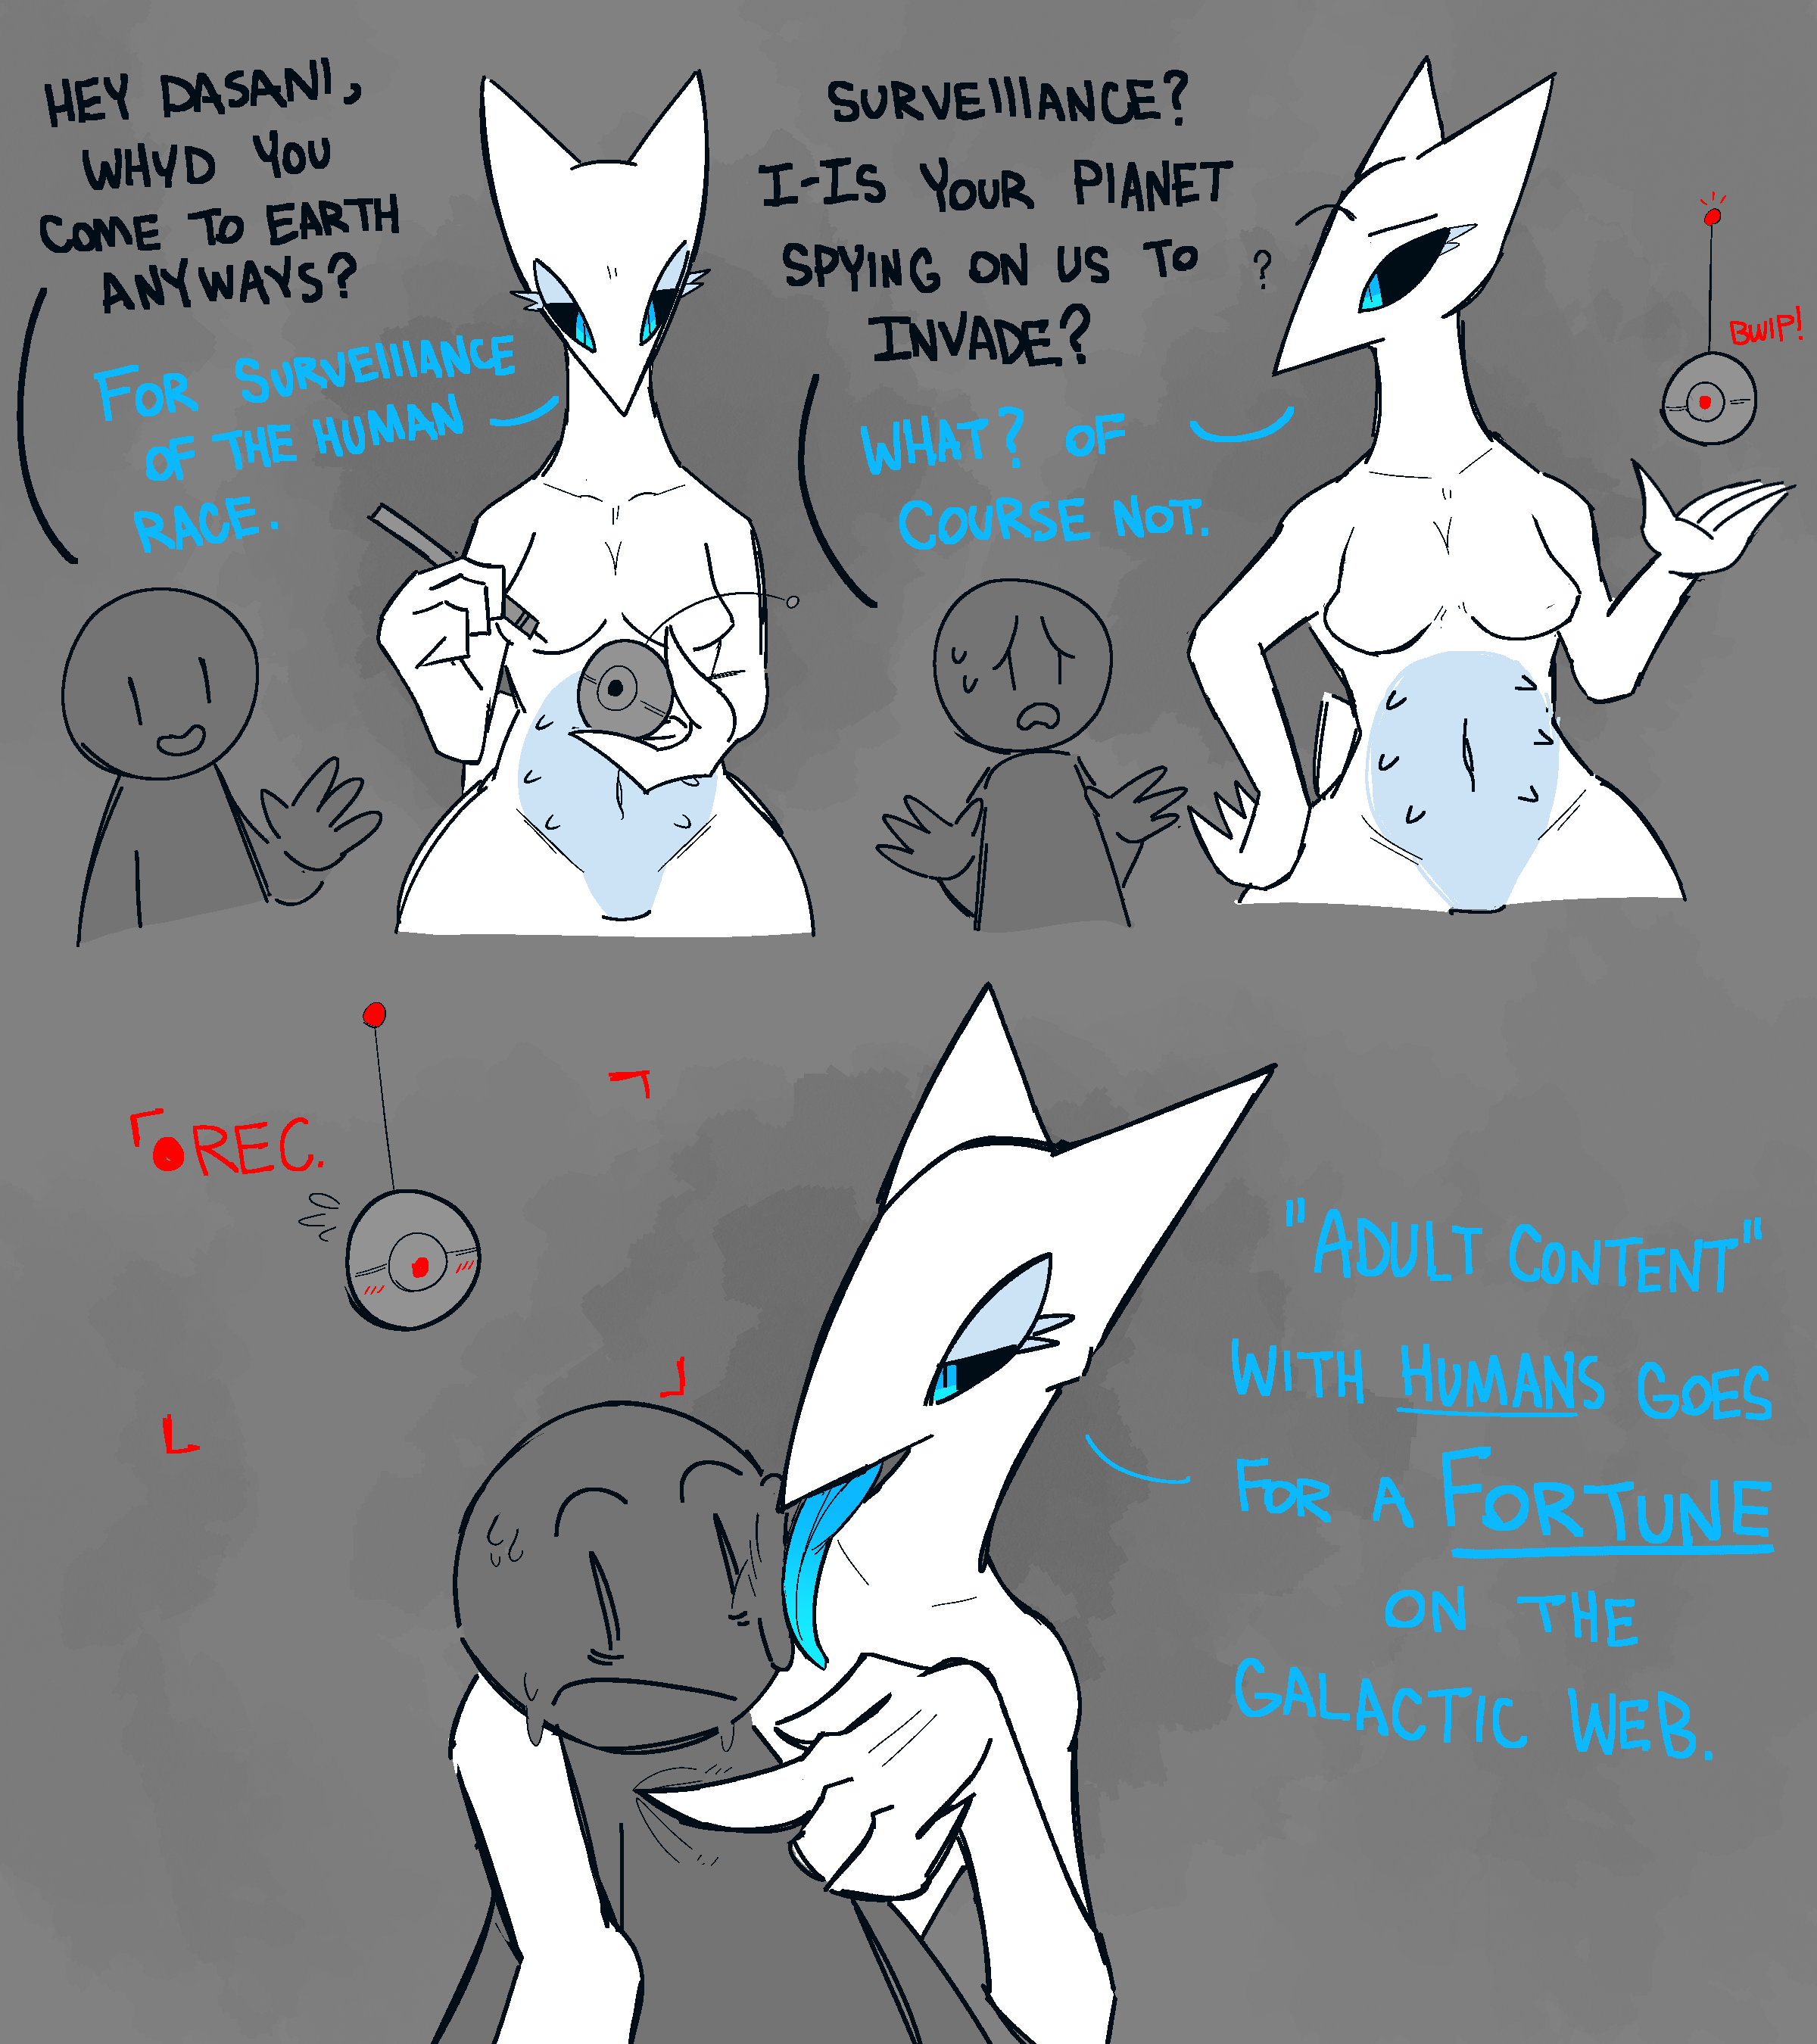 HEY DASANI,
WHYD YOU
COME TO EARTH
ANYWAYS?
FOR SURVEIllANCE
OF THE HUMAN
RACE.
SURVEIllANCE?
I-IS YOUR PlANET
SPYING ON US TO
INVADE?
?
WHAT? OF
COURSE NOT.
BWIP!
REC.
"ADULT CONTENT"
WITH HUMANS GOES
FOR A FORTUNE
ON THE
GALACTIC WEB.